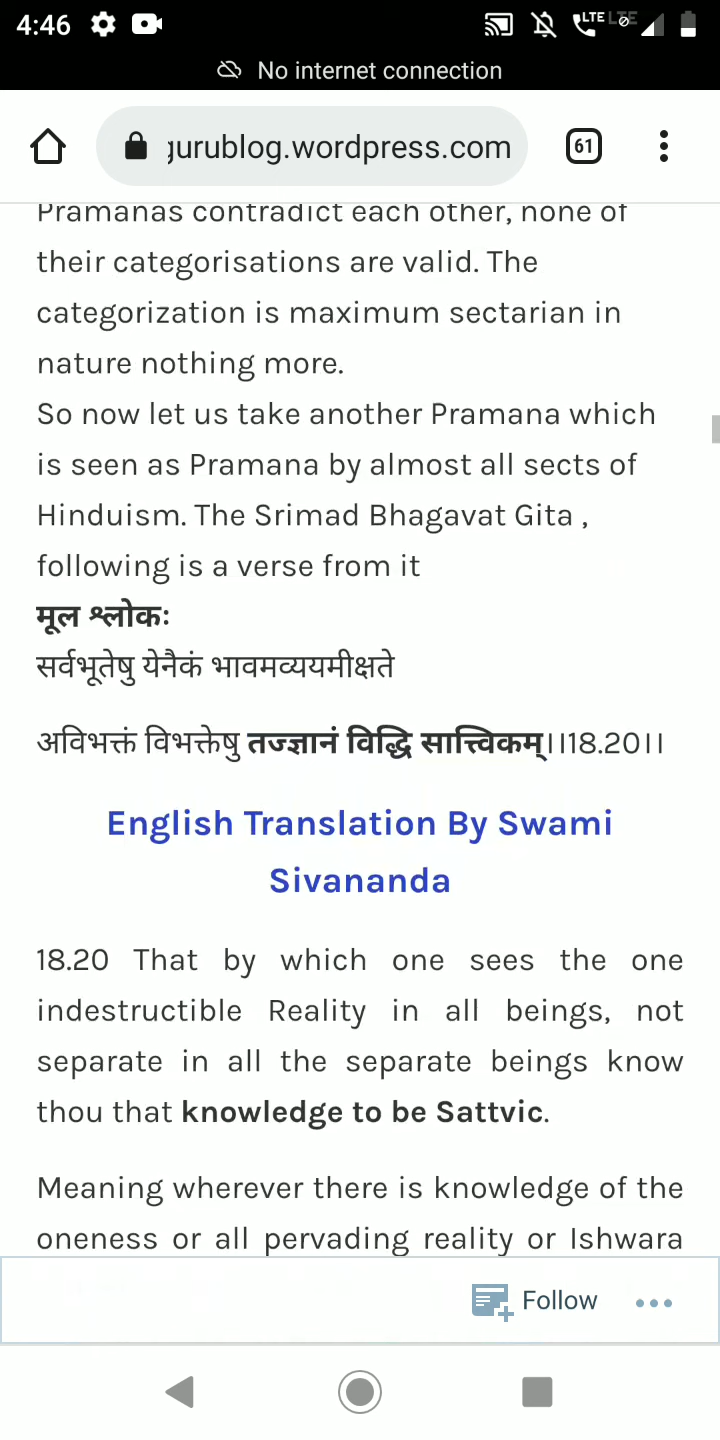 4:46 LTE LTE
No internet connection
gurublog.wordpress.com 61
Pramanas contradict each other, none of
their categorisations are valid. The
categorization is maximum sectarian in
nature nothing more.
So now let us take another Pramana which
is seen as Pramana by almost all sects of
Hinduism. The Srimad Bhagavat Gita ,
following is a verse from it
मूल श्लोकः
सर्वभूतेषु येनैकं भावमव्ययमीक्षते
अविभक्तं विभक्तेषु तज्ज्ञानं विद्धि सात्त्विकम्।।18.20।।
English Translation By Swami
Sivananda
18.20 That by which one sees the one
indestructible Reality in all beings, not
separate in all the separate beings know
thou that knowledge to be Sattvic.
Meaning wherever there is knowledge of the
oneness or all pervading reality or Ishwara
Follow